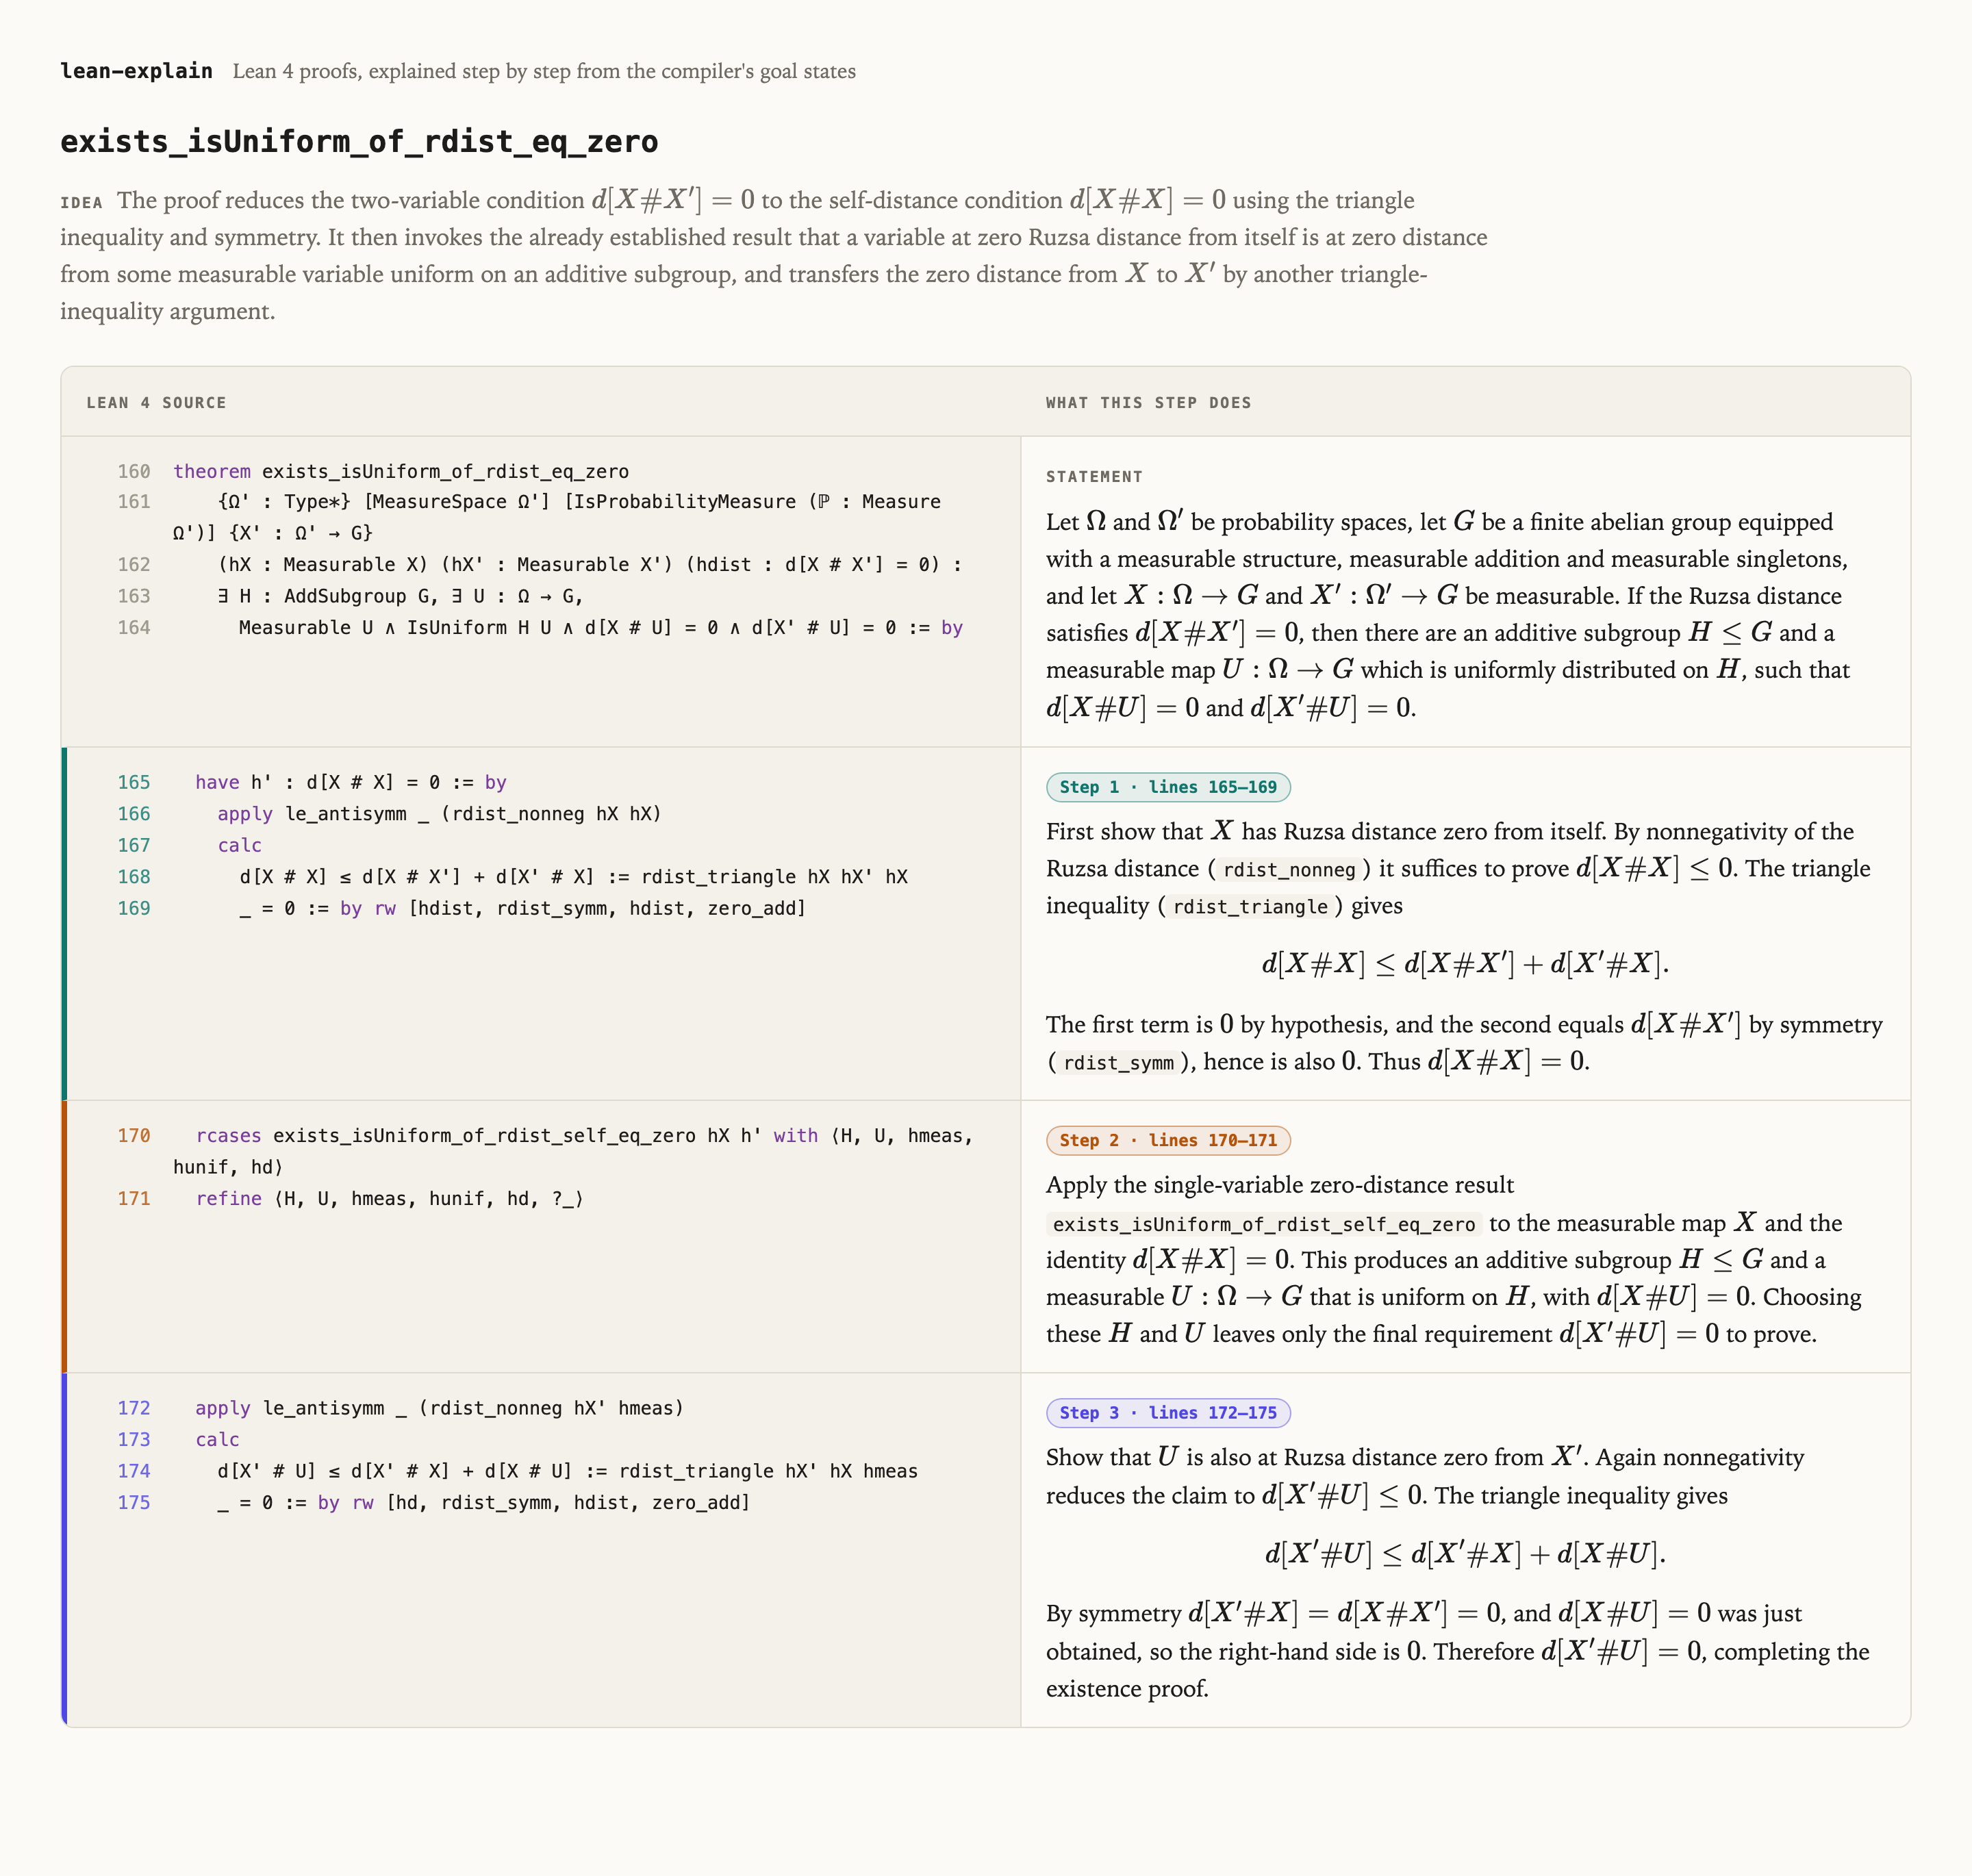 lean-explain Lean 4 proofs, explained step by step from the compiler's goal states
exists_isUniform_of_rdist_eq_zero
IDEA The proof reduces the two-variable condition d[X#X′] = 0 to the self-distance condition d[X#X] = 0 using the triangle
inequality and symmetry. It then invokes the already established result that a variable at zero Ruzsa distance from itself is at zero distance
from some measurable variable uniform on an additive subgroup, and transfers the zero distance from X to X′ by another triangle-
inequality argument.
LEAN 4 SOURCE
WHAT THIS STEP DOES
160 theorem exists_isUniform_of_rdist_eq_zero
161 {Ω' : Type*} [MeasureSpace Ω'] [IsProbabilityMeasure (ℙ : Measure
Ω')] {X' : Ω' → G}
162 (hX : Measurable X) (hX' : Measurable X') (hdist : d[X # X'] = 0) :
163 ∃ H : AddSubgroup G, ∃ U : Ω → G,
164 Measurable U ∧ IsUniform H U ∧ d[X # U] = 0 ∧ d[X' # U] = 0 := by
STATEMENT
Let Ω and Ω′ be probability spaces, let G be a finite abelian group equipped
with a measurable structure, measurable addition and measurable singletons,
and let X : Ω → G and X′ : Ω′ → G be measurable. If the Ruzsa distance
satisfies d[X#X′] = 0, then there are an additive subgroup H ≤ G and a
measurable map U : Ω → G which is uniformly distributed on H, such that
d[X#U] = 0 and d[X′#U] = 0.
165 have h' : d[X # X] = 0 := by
166 apply le_antisymm _ (rdist_nonneg hX hX)
167 calc
168 d[X # X] ≤ d[X # X'] + d[X' # X] := rdist_triangle hX hX' hX
169 _ = 0 := by rw [hdist, rdist_symm, hdist, zero_add]
Step 1 · lines 165–169
First show that X has Ruzsa distance zero from itself. By nonnegativity of the
Ruzsa distance (rdist_nonneg) it suffices to prove d[X#X] ≤ 0. The triangle
inequality (rdist_triangle) gives
d[X#X] ≤ d[X#X′] + d[X′#X].
The first term is 0 by hypothesis, and the second equals d[X#X′] by symmetry
(rdist_symm), hence is also 0. Thus d[X#X] = 0.
170 rcases exists_isUniform_of_rdist_self_eq_zero hX h' with ⟨H, U, hmeas,
hunif, hd⟩
171 refine ⟨H, U, hmeas, hunif, hd, ?_⟩
Step 2 · lines 170–171
Apply the single-variable zero-distance result
exists_isUniform_of_rdist_self_eq_zero to the measurable map X and the
identity d[X#X] = 0. This produces an additive subgroup H ≤ G and a
measurable U : Ω → G that is uniform on H, with d[X#U] = 0. Choosing
these H and U leaves only the final requirement d[X′#U] = 0 to prove.
172 apply le_antisymm _ (rdist_nonneg hX' hmeas)
173 calc
174 d[X' # U] ≤ d[X' # X] + d[X # U] := rdist_triangle hX' hX hmeas
175 _ = 0 := by rw [hd, rdist_symm, hdist, zero_add]
Step 3 · lines 172–175
Show that U is also at Ruzsa distance zero from X′. Again nonnegativity
reduces the claim to d[X′#U] ≤ 0. The triangle inequality gives
d[X′#U] ≤ d[X′#X] + d[X#U].
By symmetry d[X′#X] = d[X#X′] = 0, and d[X#U] = 0 was just
obtained, so the right-hand side is 0. Therefore d[X′#U] = 0, completing the
existence proof.